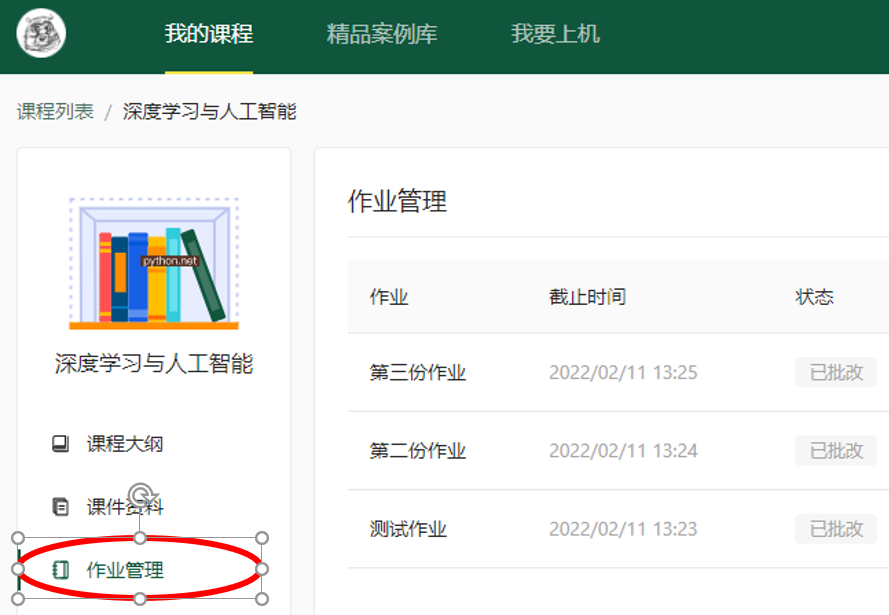 我的课程 精品案例库 我要上机
课程列表 / 深度学习与人工智能
python.net
深度学习与人工智能
课程大纲
课件资料
作业管理
作业管理
作业 截止时间 状态
第三份作业 2022/02/11 13:25 已批改
第二份作业 2022/02/11 13:24 已批改
测试作业 2022/02/11 13:23 已批改